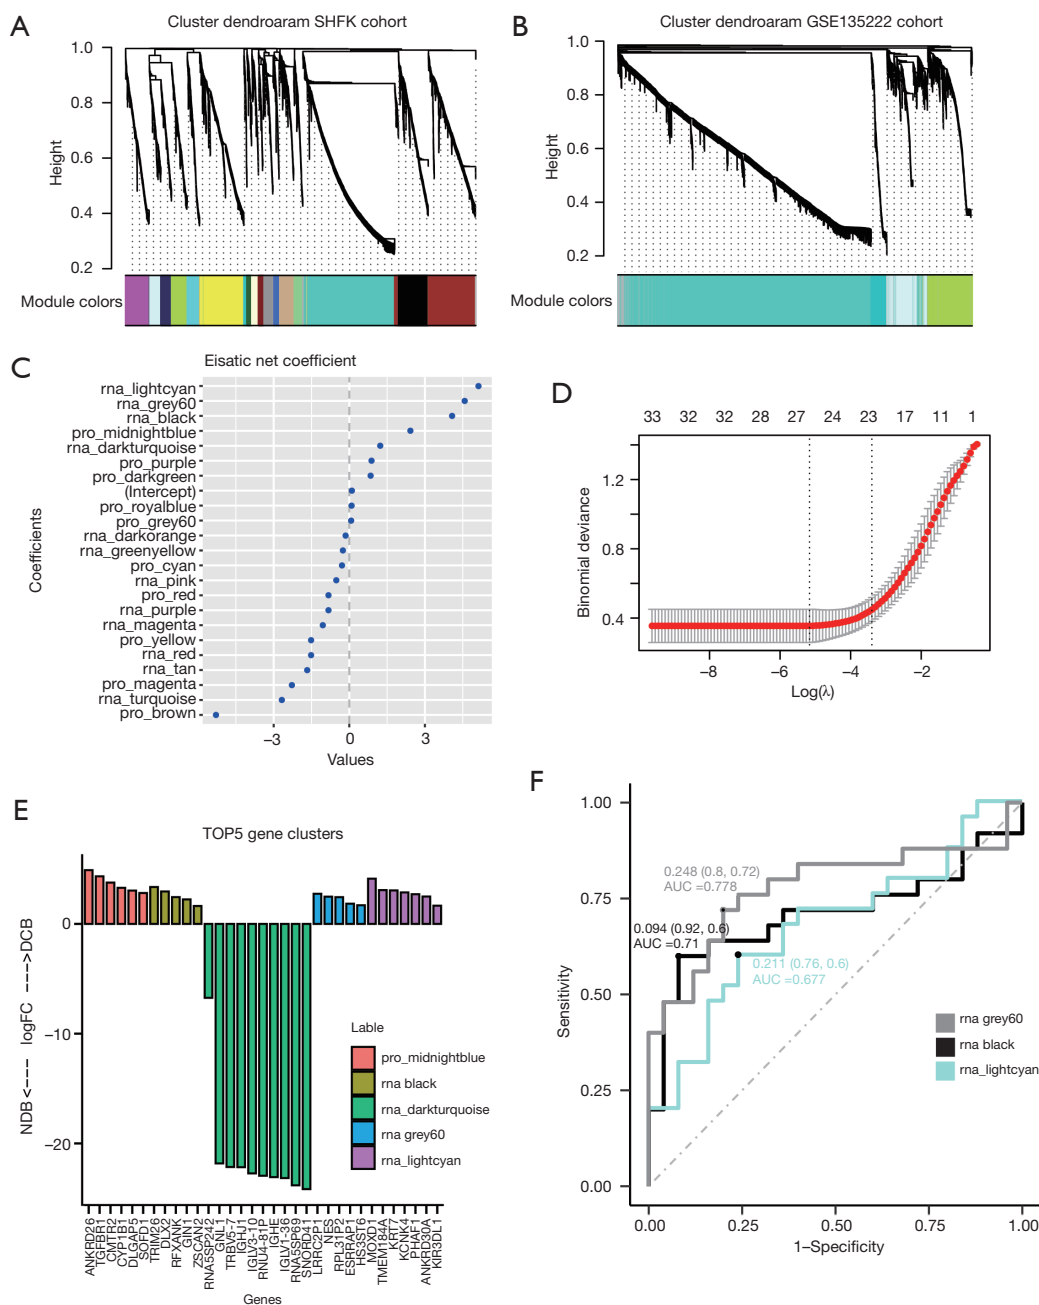 A
Cluster dendroaram SHFK cohort
Height
1.0
0.8
0.6
0.4
0.2
Module colors
B
Cluster dendroaram GSE135222 cohort
Height
1.0
0.8
0.6
0.4
0.2
Module colors
C
Eisatic net coefficient
Coefficients
rna_lightcyan
rna_grey60
rna_black
pro_midnightblue
rna_darkturquoise
pro_purple
pro_darkgreen
(Intercept)
pro_royalblue
pro_grey60
rna_darkorange
rna_greenyellow
pro_cyan
rna_pink
pro_red
rna_purple
rna_magenta
pro_yellow
rna_red
rna_tan
pro_magenta
rna_turquoise
pro_brown
−3 0 3
Values
D
33 32 32 28 27 24 23 17 11 1
Binomial deviance
1.2
0.8
0.4
−8 −6 −4 −2
Log(λ)
E
TOP5 gene clusters
NDB <---- logFC ---->DCB
0
−10
−20
Lable
pro_midnightblue
rna black
rna_darkturquoise
rna grey60
rna_lightcyan
ANKRD26
TGFBR1
CMTR2
CYP1B1
DLGAP5
SOFD1
TRIM26
DLX2
RFXANK
GIN1
ZSCAN2
RNA5SP242
GNL1
TRBV5-7
IGHJ1
IGLV3-10
RNU4-81P
IGHE
IGLV1-36
RNA5SP69
SNORD41
LRRC2P1
NES
RPL31P2
ESRRAP1
HS3ST6
MOXD1
TMEM184A
KRT7
KCNK4
PHAF1
ANKRD30A
KIR3DL1
Genes
F
Sensitivity
1.00
0.75
0.50
0.25
0.00
0.248 (0.8, 0.72)
AUC =0.778
0.094 (0.92, 0.6)
AUC =0.71
0.211 (0.76, 0.6)
AUC =0.677
rna grey60
rna black
rna_lightcyan
0.00 0.25 0.50 0.75 1.00
1−Specificity